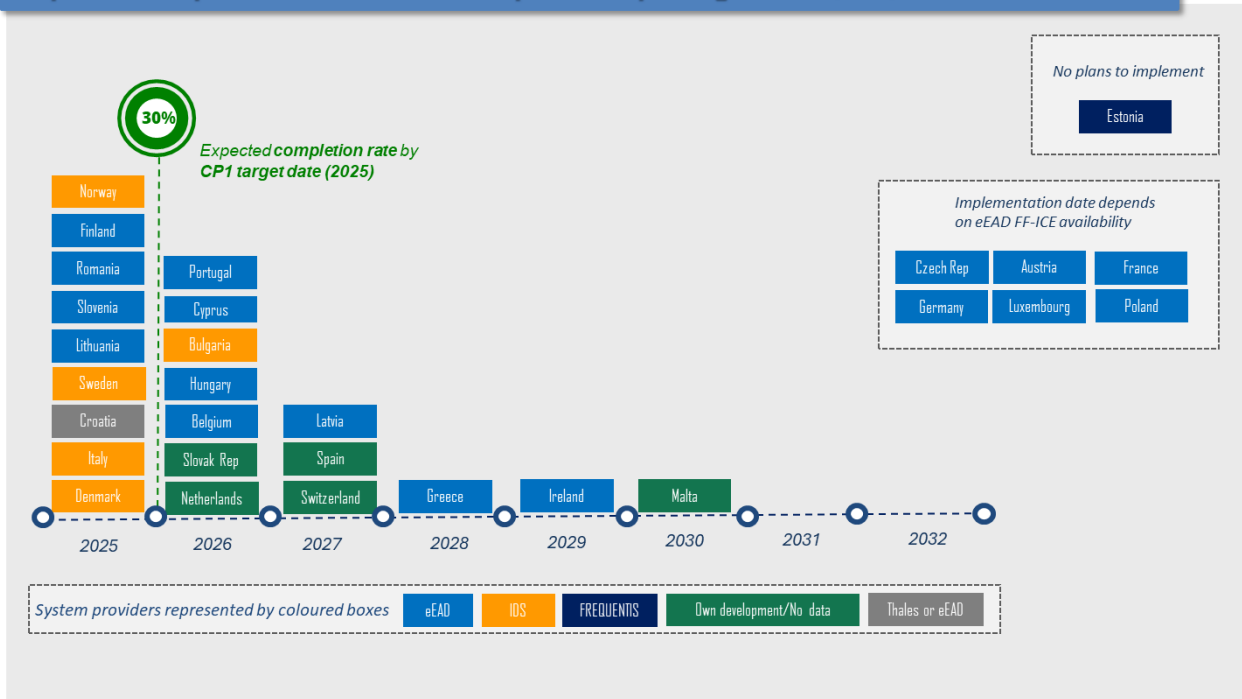 No plans to implement
Estonia
30%
Expected completion rate by
CP1 target date (2025)
Implementation date depends
on eEAD FF-ICE availability
Czech Rep
Austria
France
Germany
Luxembourg
Poland
Norway
Finland
Romania
Slovenia
Lithuania
Sweden
Croatia
Italy
Denmark
Portugal
Cyprus
Bulgaria
Hungary
Belgium
Slovak Rep
Netherlands
Latvia
Spain
Switzerland
Greece
Ireland
Malta
2025
2026
2027
2028
2029
2030
2031
2032
System providers represented by coloured boxes
eEAD
IDS
FREQUENTIS
Own development/No data
Thales or eEAD